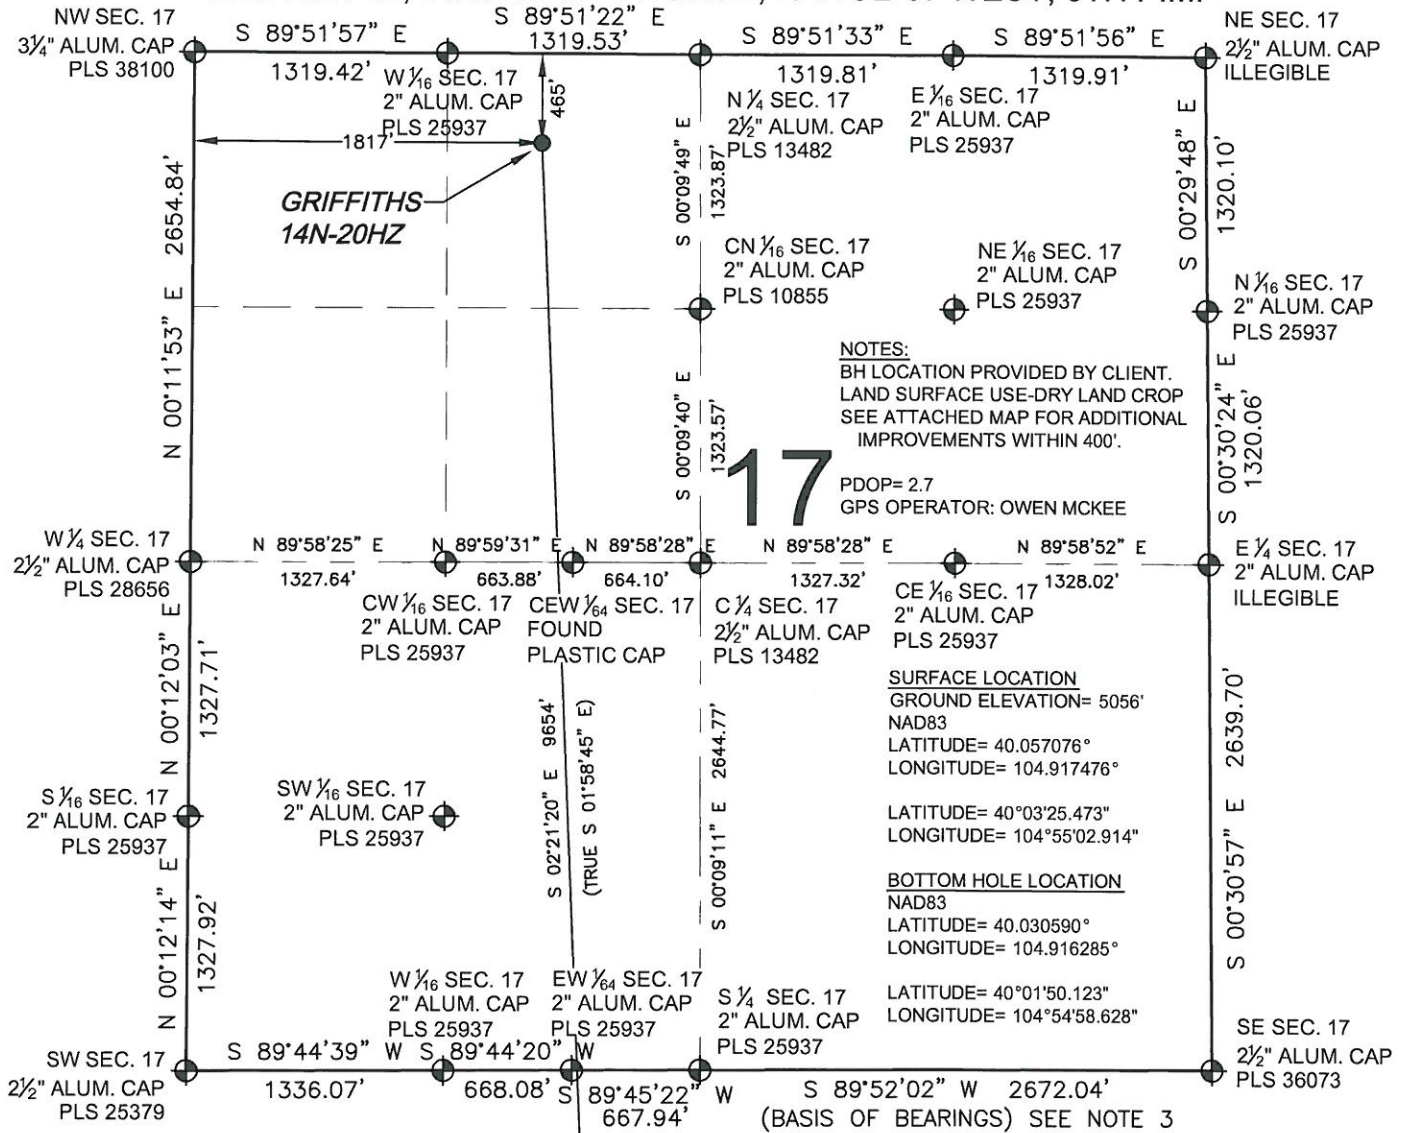 NW SEC. 17
3¼" ALUM. CAP
PLS 38100
S 89°51'57" E
1319.42'
S 89°51'22" E
1319.53'
S 89°51'33" E
1319.81'
S 89°51'56" E
1319.91'
NE SEC. 17
2½" ALUM. CAP
ILLEGIBLE
W 1/16 SEC. 17
2" ALUM. CAP
PLS 25937
465'
1817'
N ¼ SEC. 17
2½" ALUM. CAP
PLS 13482
E 1/16 SEC. 17
2" ALUM. CAP
PLS 25937
GRIFFITHS
14N-20HZ
N 00°11'53" E 2654.84'
S 00°09'49" E
1323.87'
S 00°29'48" E
1320.10'
CN 1/16 SEC. 17
2" ALUM. CAP
PLS 10855
NE 1/16 SEC. 17
2" ALUM. CAP
PLS 25937
N 1/16 SEC. 17
2" ALUM. CAP
PLS 25937
S 00°09'40" E
1323.57'
17
NOTES:
BH LOCATION PROVIDED BY CLIENT.
LAND SURFACE USE-DRY LAND CROP
SEE ATTACHED MAP FOR ADDITIONAL
IMPROVEMENTS WITHIN 400'.
PDOP= 2.7
GPS OPERATOR: OWEN MCKEE
S 00°30'24" E
1320.06'
W ¼ SEC. 17
2½" ALUM. CAP
PLS 28656
N 89°58'25" E
1327.64'
N 89°59'31" E
663.88'
N 89°58'28" E
664.10'
N 89°58'28" E
1327.32'
N 89°58'52" E
1328.02'
E ¼ SEC. 17
2" ALUM. CAP
ILLEGIBLE
CW 1/16 SEC. 17
2" ALUM. CAP
PLS 25937
CEW 1/64 SEC. 17
FOUND
PLASTIC CAP
C ¼ SEC. 17
2½" ALUM. CAP
PLS 13482
CE 1/16 SEC. 17
2" ALUM. CAP
PLS 25937
N 00°12'03" E
1327.71'
S 02°21'20" E 9654'
(TRUE S 01°58'45" E)
S 00°09'11" E 2644.77'
SURFACE LOCATION
GROUND ELEVATION= 5056'
NAD83
LATITUDE= 40.057076°
LONGITUDE= 104.917476°
LATITUDE= 40°03'25.473"
LONGITUDE= 104°55'02.914"
BOTTOM HOLE LOCATION
NAD83
LATITUDE= 40.030590°
LONGITUDE= 104.916285°
LATITUDE= 40°01'50.123"
LONGITUDE= 104°54'58.628"
S 00°30'57" E 2639.70'
S 1/16 SEC. 17
2" ALUM. CAP
PLS 25937
SW 1/16 SEC. 17
2" ALUM. CAP
PLS 25937
N 00°12'14" E
1327.92'
W 1/16 SEC. 17
2" ALUM. CAP
PLS 25937
EW 1/64 SEC. 17
2" ALUM. CAP
PLS 25937
S ¼ SEC. 17
2" ALUM. CAP
PLS 25937
SW SEC. 17
2½" ALUM. CAP
PLS 25379
S 89°44'39" W
1336.07'
S 89°44'20" W
668.08'
S 89°45'22" W
667.94'
S 89°52'02" W 2672.04'
(BASIS OF BEARINGS) SEE NOTE 3
SE SEC. 17
2½" ALUM. CAP
PLS 36073